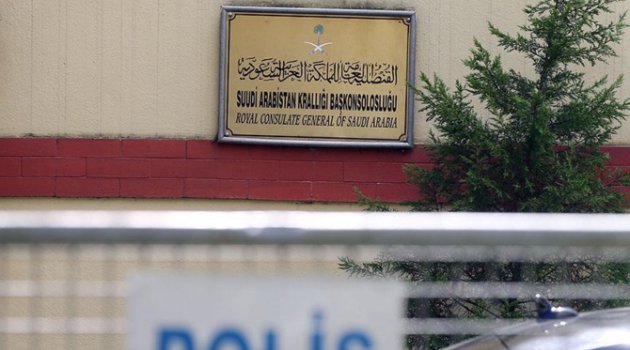 القنصلية العامة للمملكة العربية السعودية
SUUDİ ARABİSTAN KRALLIĞI BAŞKONSOLOSLUĞU
ROYAL CONSULATE GENERAL OF SAUDI ARABIA
POLİS